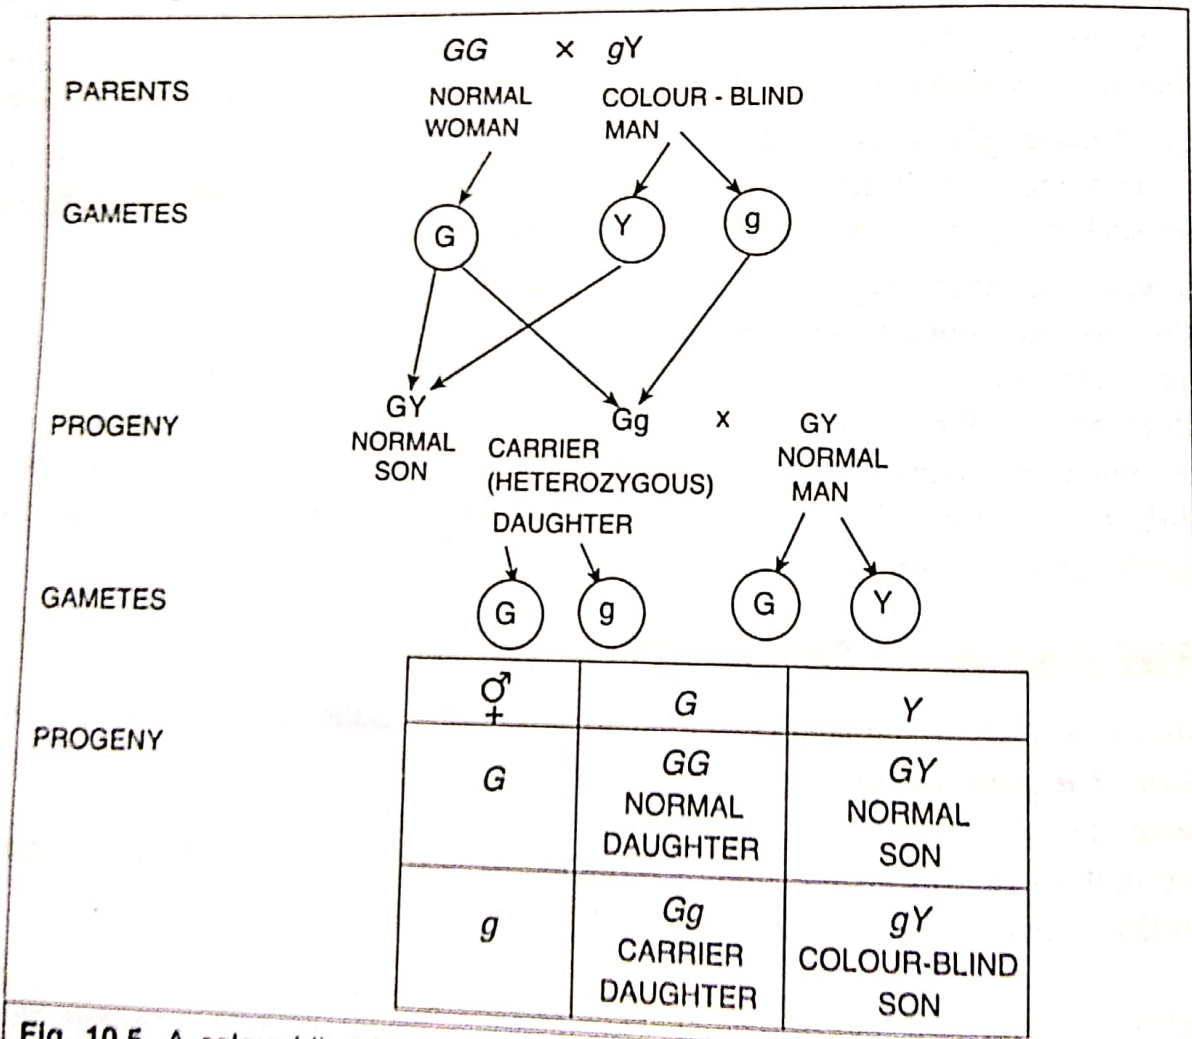 GG × gY
PARENTS
NORMAL WOMAN
COLOUR - BLIND MAN
GAMETES
G
Y
g
PROGENY
GY
NORMAL SON
Gg
CARRIER (HETEROZYGOUS) DAUGHTER
x
GY
NORMAL MAN
GAMETES
G
g
G
Y
PROGENY
♂
+
G
Y
G
GG
NORMAL
DAUGHTER
GY
NORMAL
SON
g
Gg
CARRIER
DAUGHTER
gY
COLOUR-BLIND
SON
Fig. 10.5 A